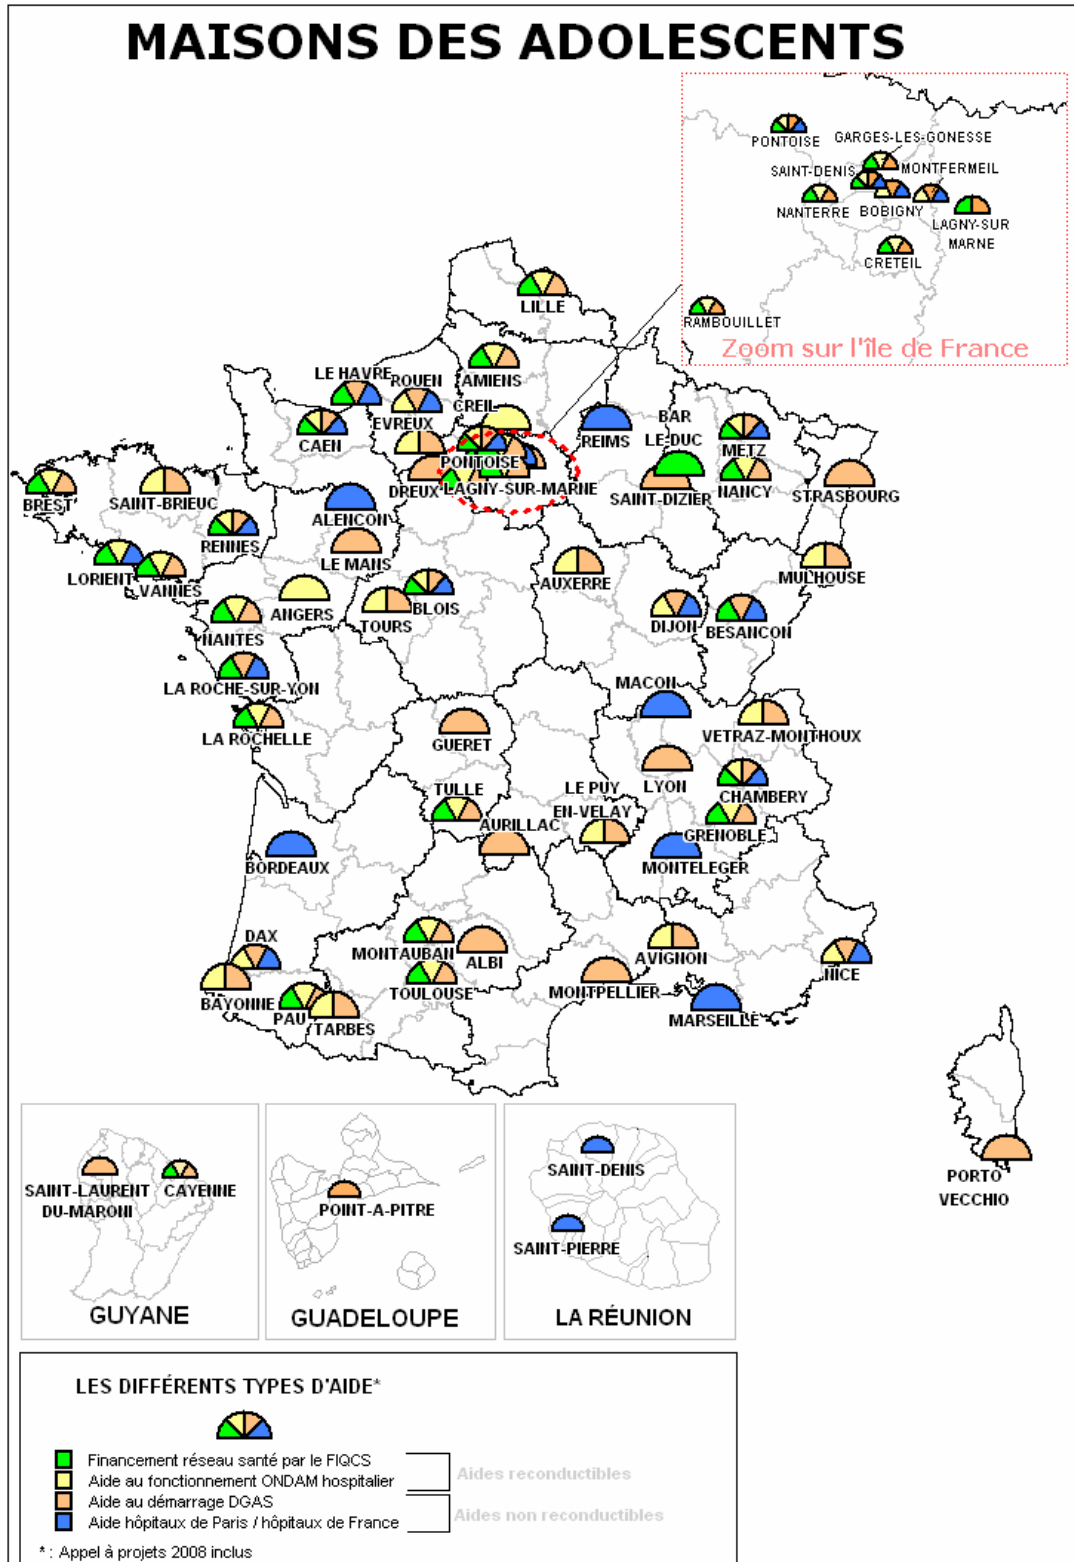 MAISONS DES ADOLESCENTS
PONTOISE
GARGES-LES-GONESSE
SAINT-DENIS
MONTFERMEIL
NANTERRE
BOBIGNY
LAGNY-SUR
MARNE
CRETEIL
RAMBOUILLET
Zoom sur l'île de France
LILLE
AMIENS
LE HAVRE
ROUEN
CREIL
EVREUX
CAEN
REIMS
BAR
LE-DUC
METZ
PONTOISE
DREUX
LAGNY-SUR-MARNE
SAINT-DIZIER
NANCY
STRASBOURG
BREST
SAINT-BRIEUC
ALENCON
RENNES
LE MANS
LORIENT
VANNES
AUXERRE
MULHOUSE
ANGERS
TOURS
BLOIS
NANTES
DIJON
BESANCON
LA ROCHE-SUR-YON
MACON
LA ROCHELLE
GUERET
VETRAZ-MONTHOUX
TULLE
LE PUY
EN-VELAY
LYON
CHAMBERY
AURILLAC
GRENOBLE
BORDEAUX
MONTELEGER
DAX
MONTAUBAN
ALBI
AVIGNON
NICE
BAYONNE
PAU
TARBES
TOULOUSE
MONTPELLIER
MARSEILLE
PORTO
VECCHIO
SAINT-LAURENT
DU-MARONI
CAYENNE
GUYANE
POINT-A-PITRE
GUADELOUPE
SAINT-DENIS
SAINT-PIERRE
LA RÉUNION
LES DIFFÉRENTS TYPES D'AIDE*
Financement réseau santé par le FIQCS
Aide au fonctionnement ONDAM hospitalier
Aides reconductibles
Aide au démarrage DGAS
Aide hôpitaux de Paris / hôpitaux de France
Aides non reconductibles
* : Appel à projets 2008 inclus